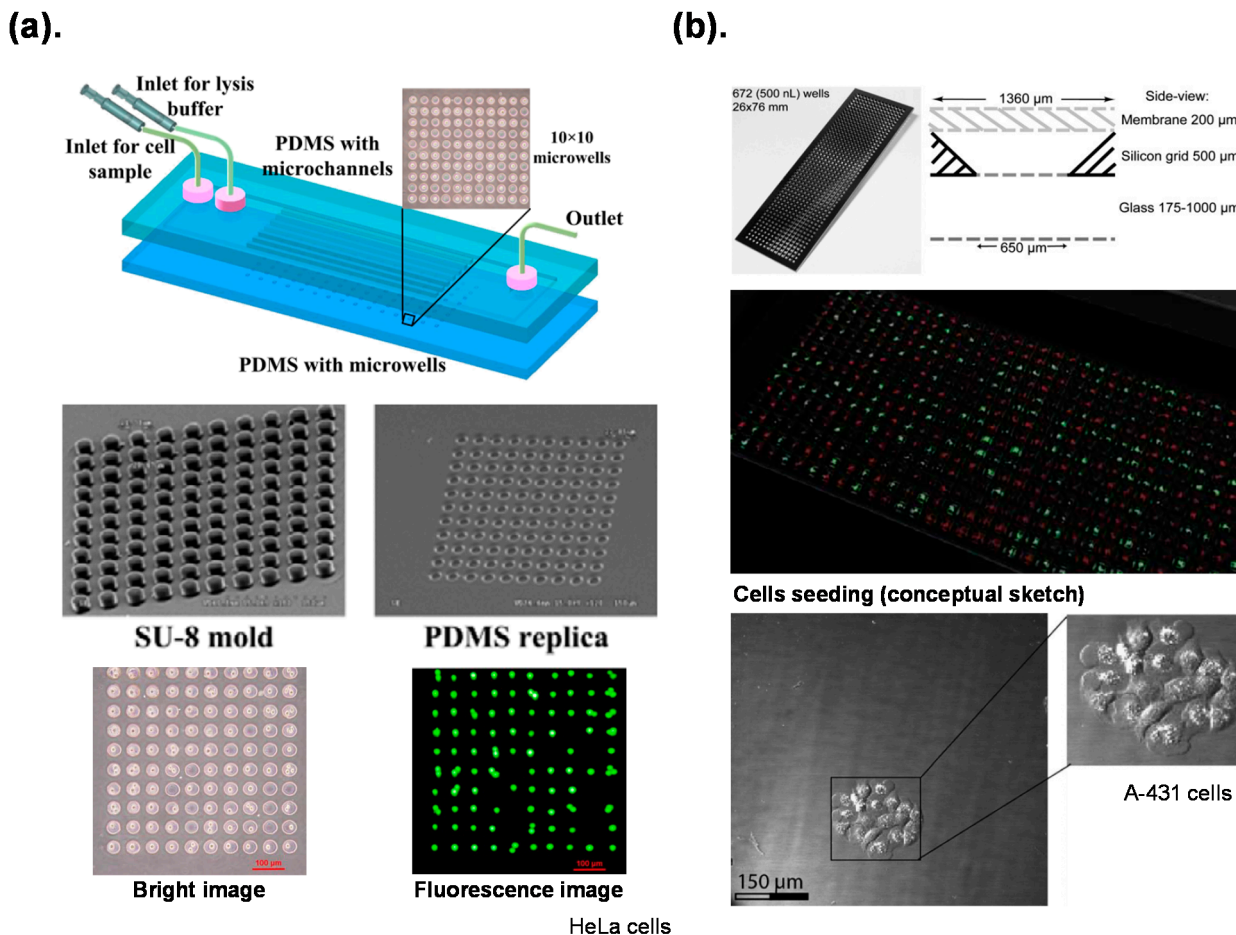 (a).
Inlet for lysis
buffer
Inlet for cell
sample
PDMS with
microchannels
10×10
microwells
Outlet
PDMS with microwells
SU-8 mold
PDMS replica
100 µm
Bright image
100 µm
Fluorescence image
HeLa cells
(b).
672 (500 nL) wells
26x76 mm
1360 µm
Side-view:
Membrane 200 µm
Silicon grid 500 µm
Glass 175-1000 µm
650 µm
Cells seeding (conceptual sketch)
A-431 cells
150 µm